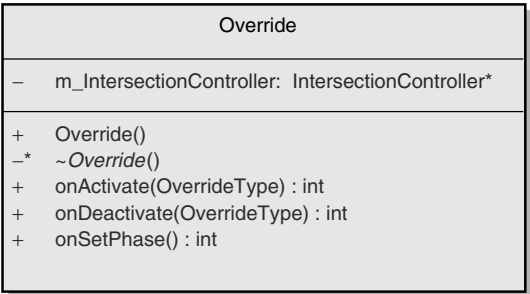 Override
– m_IntersectionController: IntersectionController*
+ Override()
–* ~Override()
+ onActivate(OverrideType) : int
+ onDeactivate(OverrideType) : int
+ onSetPhase() : int